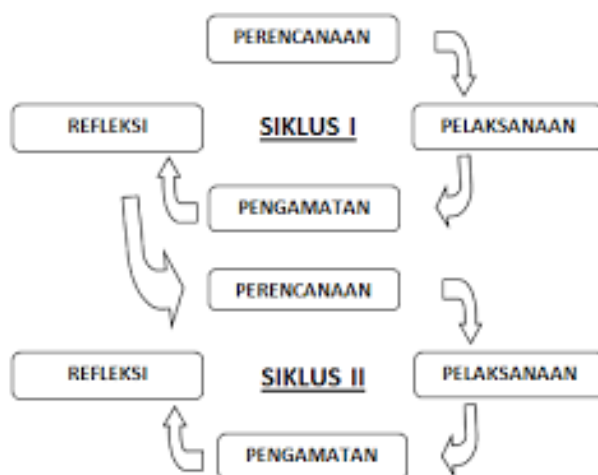 PERENCANAAN
REFLEKSI
SIKLUS I
PELAKSANAAN
PENGAMATAN
PERENCANAAN
REFLEKSI
SIKLUS II
PELAKSANAAN
PENGAMATAN